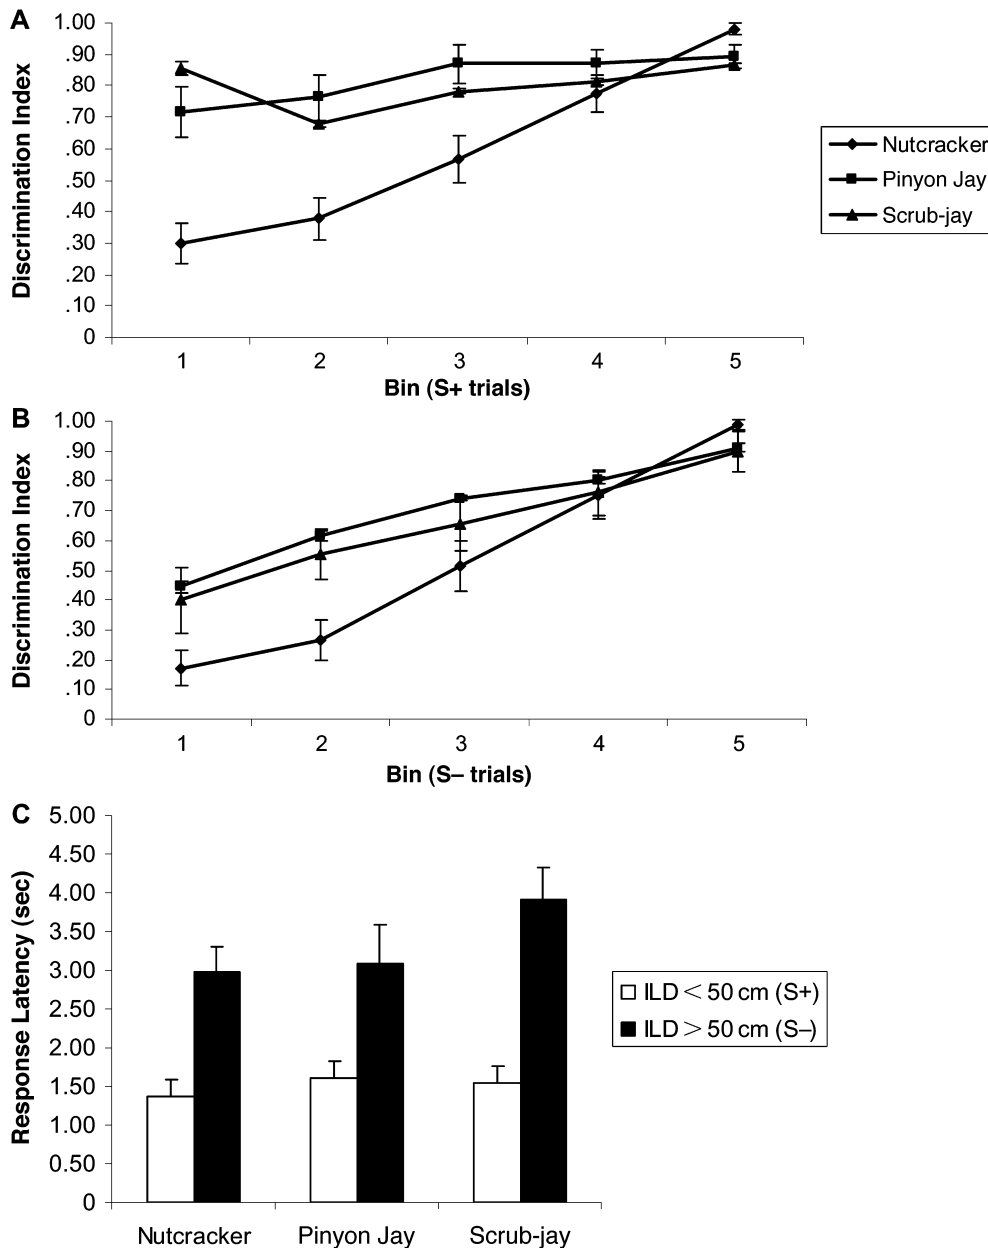 A
Discrimination Index
1.00
.90
.80
.70
.60
.50
.40
.30
.20
.10
0
1 2 3 4 5
Bin (S+ trials)
Nutcracker
Pinyon Jay
Scrub-jay
B
Discrimination Index
1.00
.90
.80
.70
.60
.50
.40
.30
.20
.10
0
1 2 3 4 5
Bin (S– trials)
C
Response Latency (sec)
5.00
4.50
4.00
3.50
3.00
2.50
2.00
1.50
1.00
0.50
0
Nutcracker Pinyon Jay Scrub-jay
ILD < 50 cm (S+)
ILD > 50 cm (S–)